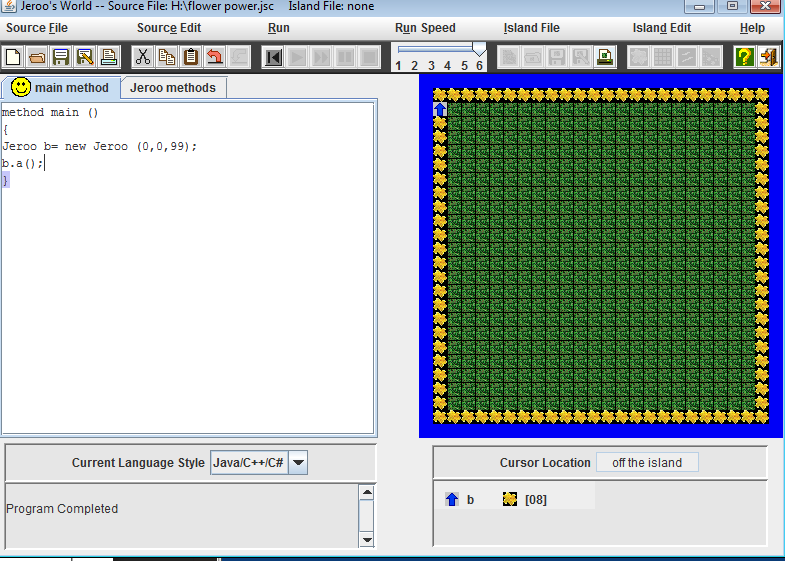 Jeroo's World -- Source File: H:\flower power.jsc    Island File: none
Source File Source Edit Run Run Speed Island File Island Edit Help
1 2 3 4 5 6
main method Jeroo methods
method main ()
{
Jeroo b= new Jeroo (0,0,99);
b.a();
}
Current Language Style Java/C++/C#
Program Completed
Cursor Location off the island
b [08]